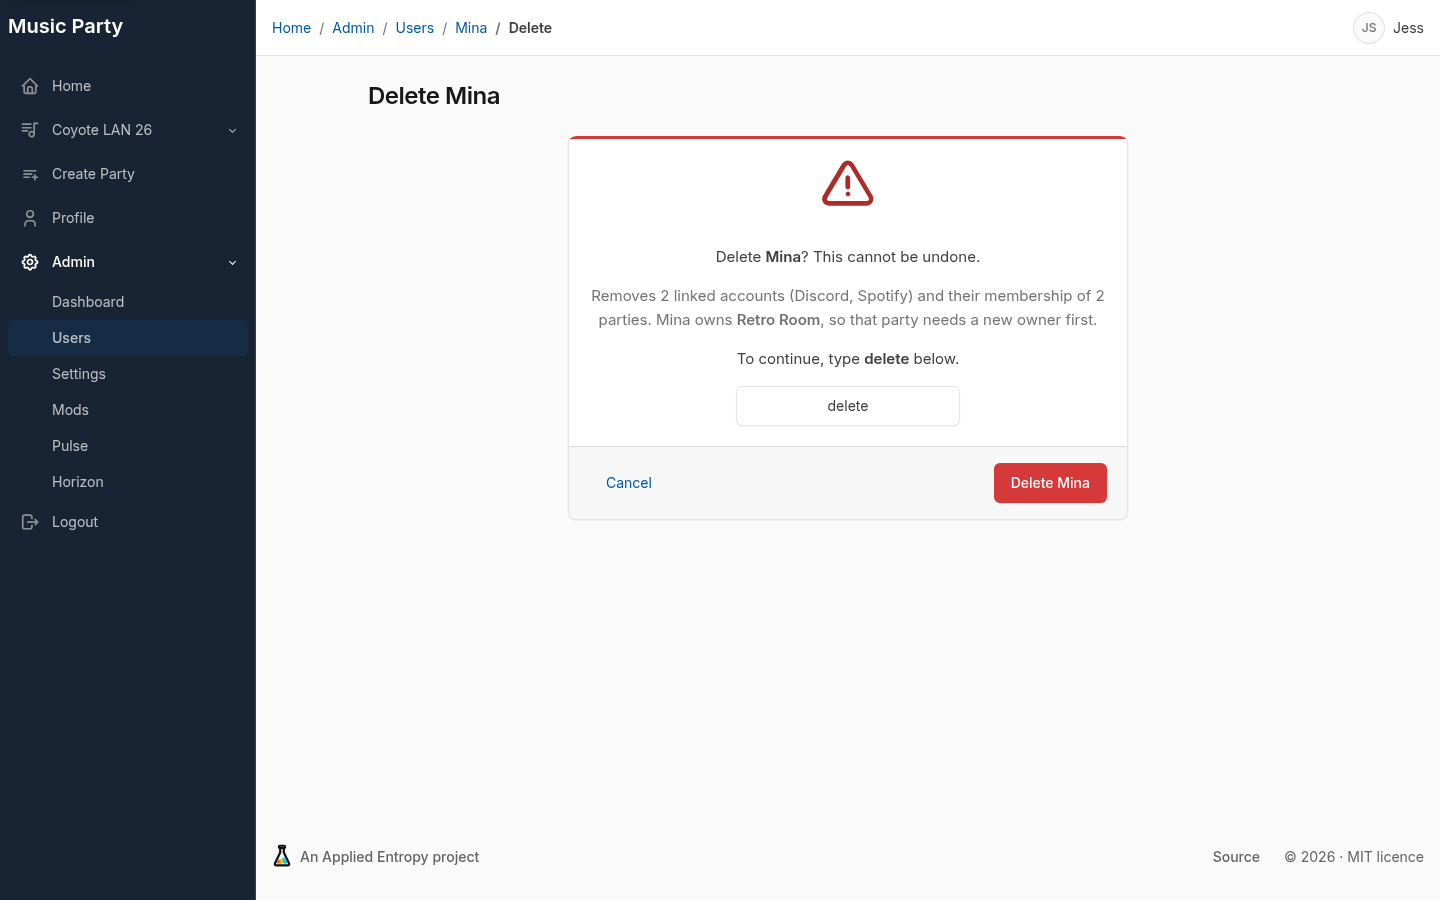 Music Party
Home / Admin / Users / Mina / Delete
JS Jess
Home
Coyote LAN 26
Create Party
Profile
Admin
Dashboard
Users
Settings
Mods
Pulse
Horizon
Logout
Delete Mina
Delete Mina? This cannot be undone.
Removes 2 linked accounts (Discord, Spotify) and their membership of 2
parties. Mina owns Retro Room, so that party needs a new owner first.
To continue, type delete below.
delete
Cancel
Delete Mina
An Applied Entropy project
Source
© 2026 · MIT licence